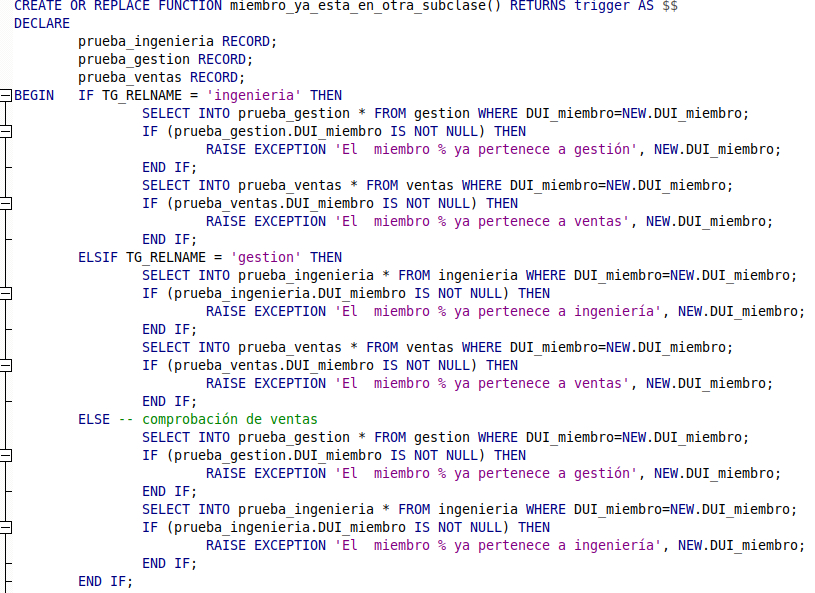 CREATE OR REPLACE FUNCTION miembro_ya_esta_en_otra_subclase() RETURNS trigger AS $$
DECLARE
        prueba_ingenieria RECORD;
        prueba_gestion RECORD;
        prueba_ventas RECORD;
BEGIN   IF TG_RELNAME = 'ingenieria' THEN
                SELECT INTO prueba_gestion * FROM gestion WHERE DUI_miembro=NEW.DUI_miembro;
                IF (prueba_gestion.DUI_miembro IS NOT NULL) THEN
                        RAISE EXCEPTION 'El  miembro % ya pertenece a gestión', NEW.DUI_miembro;
                END IF;
                SELECT INTO prueba_ventas * FROM ventas WHERE DUI_miembro=NEW.DUI_miembro;
                IF (prueba_ventas.DUI_miembro IS NOT NULL) THEN
                        RAISE EXCEPTION 'El  miembro % ya pertenece a ventas', NEW.DUI_miembro;
                END IF;
        ELSIF TG_RELNAME = 'gestion' THEN
                SELECT INTO prueba_ingenieria * FROM ingenieria WHERE DUI_miembro=NEW.DUI_miembro;
                IF (prueba_ingenieria.DUI_miembro IS NOT NULL) THEN
                        RAISE EXCEPTION 'El  miembro % ya pertenece a ingeniería', NEW.DUI_miembro;
                END IF;
                SELECT INTO prueba_ventas * FROM ventas WHERE DUI_miembro=NEW.DUI_miembro;
                IF (prueba_ventas.DUI_miembro IS NOT NULL) THEN
                        RAISE EXCEPTION 'El  miembro % ya pertenece a ventas', NEW.DUI_miembro;
                END IF;
        ELSE -- comprobación de ventas
                SELECT INTO prueba_gestion * FROM gestion WHERE DUI_miembro=NEW.DUI_miembro;
                IF (prueba_gestion.DUI_miembro IS NOT NULL) THEN
                        RAISE EXCEPTION 'El  miembro % ya pertenece a gestión', NEW.DUI_miembro;
                END IF;
                SELECT INTO prueba_ingenieria * FROM ingenieria WHERE DUI_miembro=NEW.DUI_miembro;
                IF (prueba_ingenieria.DUI_miembro IS NOT NULL) THEN
                        RAISE EXCEPTION 'El  miembro % ya pertenece a ingeniería', NEW.DUI_miembro;
                END IF;
        END IF;